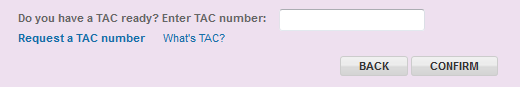 Do you have a TAC ready? Enter TAC number:
Request a TAC number What's TAC?
BACK CONFIRM